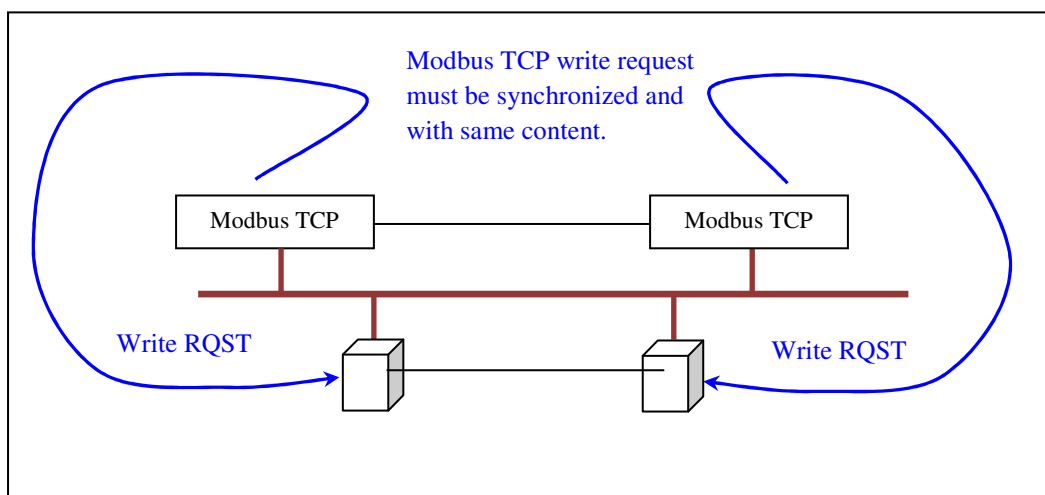 Modbus TCP write request
must be synchronized and
with same content.
Modbus TCP
Modbus TCP
Write RQST
Write RQST